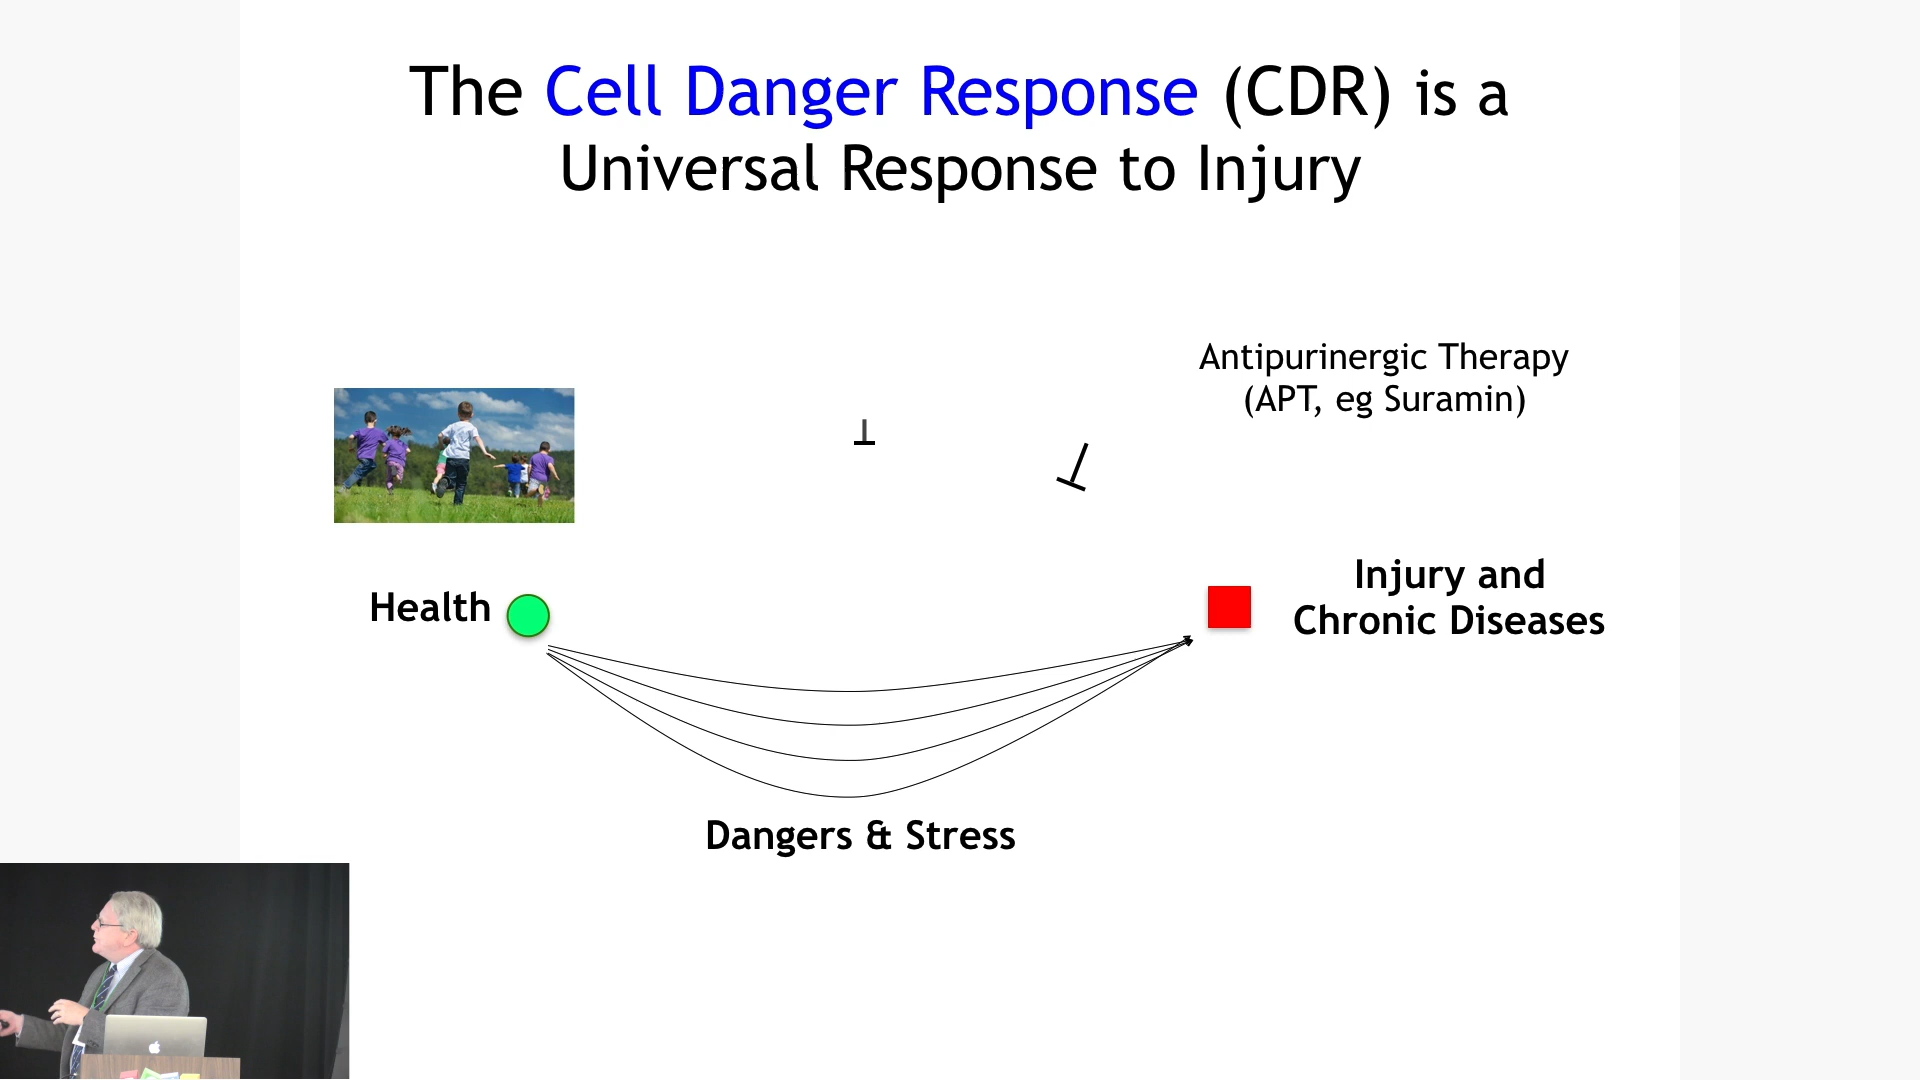 The Cell Danger Response (CDR) is a
Universal Response to Injury
Antipurinergic Therapy
(APT, eg Suramin)
Health
Injury and
Chronic Diseases
Dangers & Stress